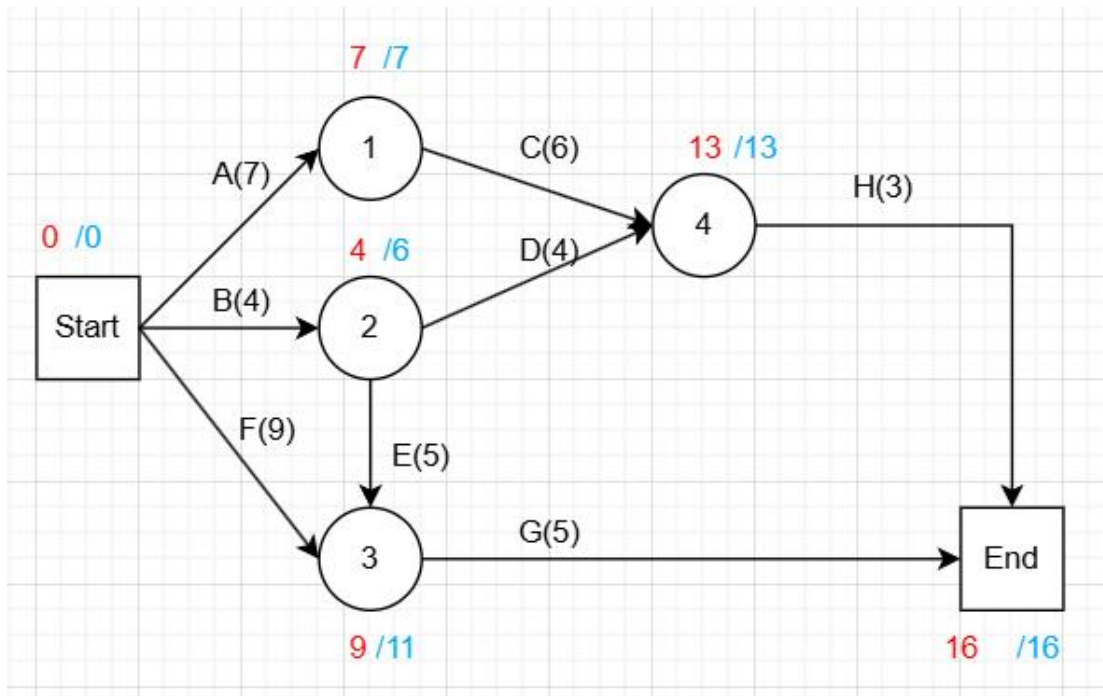 7 /7
1
C(6)
13 /13
A(7)
H(3)
4
0 /0
4 /6
D(4)
B(4)
Start
2
F(9)
E(5)
G(5)
3
End
9 /11
16 /16